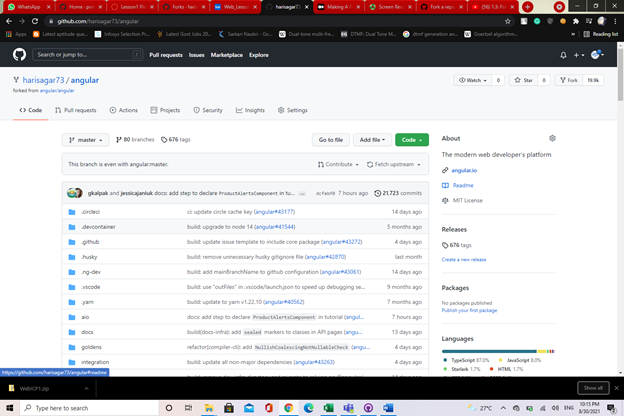 WhatsApp
Home - po
Lesson1 Pr
Forks · hari
Web_Lesso
harisagar73
Making A
Screen Rec
Fork a rep
(16) 1.3: Fo
github.com/harisagar73/angular
Apps
Latest aptitude que...
Infosys Selection Pr...
Latest Govt Jobs 20...
Sarkari Naukri - Go...
Dual-tone multi-fre...
dtmf generation an...
DTMF: Dual Tone M...
Goertzel algorithm...
Reading list
Search or jump to...
/
Pull requests
Issues
Marketplace
Explore
harisagar73 / angular
forked from angular/angular
Watch
0
Star
0
Fork
19.9k
Code
Pull requests
Actions
Projects
Security
Insights
Settings
master
80 branches
676 tags
Go to file
Add file
Code
This branch is even with angular:master.
Contribute
Fetch upstream
gkalpak and jessicajaniuk docs: add step to declare ProductAlertsComponent in tu...
7 hours ago
21,723 commits
.circleci
ci: update circle cache key (angular#43177)
14 days ago
.devcontainer
build: upgrade to node 14 (angular#41544)
5 months ago
.github
build: update issue template to include core package (angular#43272)
4 days ago
.husky
build: remove unnecessary husky gitignore file (angular#42870)
last month
.ng-dev
build: add mainBranchName to github configuration (angular#43061)
14 days ago
.vscode
build: use "outFiles" in .vscode/launch.json to speed up debugging se...
9 months ago
.yarn
build: update to yarn v1.22.10 (angular#40562)
7 months ago
aio
docs: add step to declare ProductAlertsComponent in tutorial (angul...
7 hours ago
docs
build(docs-infra): add sealed markers to classes in API pages (angul...
13 days ago
goldens
refactor(compiler-cli): add NullishCoalescingNotNullableCheck (angu...
4 days ago
integration
build: update all non-major dependencies (angular#43263)
4 days ago
About
The modern web developer's platform
angular.io
Readme
MIT License
Releases
676 tags
Create a new release
Packages
No packages published
Publish your first package
Languages
TypeScript 87.0%
JavaScript 8.0%
Starlark 1.7%
HTML 1.7%
https://github.com/harisagar73/angular#readme
WebHOP1.zip
Show all
Type here to search
27°C
ENG
10:15 PM
8/30/2021